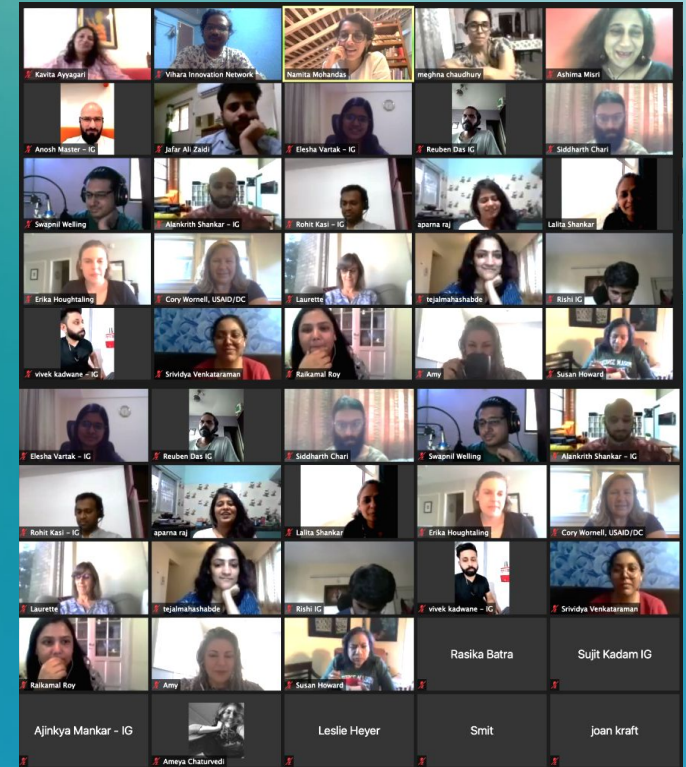 Kavita Ayyagari
Vihara Innovation Network
Namita Mohandas
meghna chaudhury
Ashima Misri
Anosh Master - IG
Jafar Ali Zaidi
Elesha Vartak - IG
Reuben Das IG
Siddharth Chari
Swapnil Welling
Alankrith Shankar - IG
Rohit Kasi - IG
aparna raj
Lalita Shankar
Erika Houghtaling
Cory Wornell, USAID/DC
Laurette
tejalmahashabde
Rishi IG
vivek kadwane - IG
Srividya Venkataraman
Raikamal Roy
Amy
Susan Howard
Elesha Vartak - IG
Reuben Das IG
Siddharth Chari
Swapnil Welling
Alankrith Shankar - IG
Rohit Kasi - IG
aparna raj
Lalita Shankar
Erika Houghtaling
Cory Wornell, USAID/DC
Laurette
tejalmahashabde
Rishi IG
vivek kadwane - IG
Srividya Venkataraman
Raikamal Roy
Amy
Susan Howard
Rasika Batra
Sujit Kadam IG
Ajinkya Mankar - IG
Ameya Chaturvedi
Leslie Heyer
Smit
joan kraft